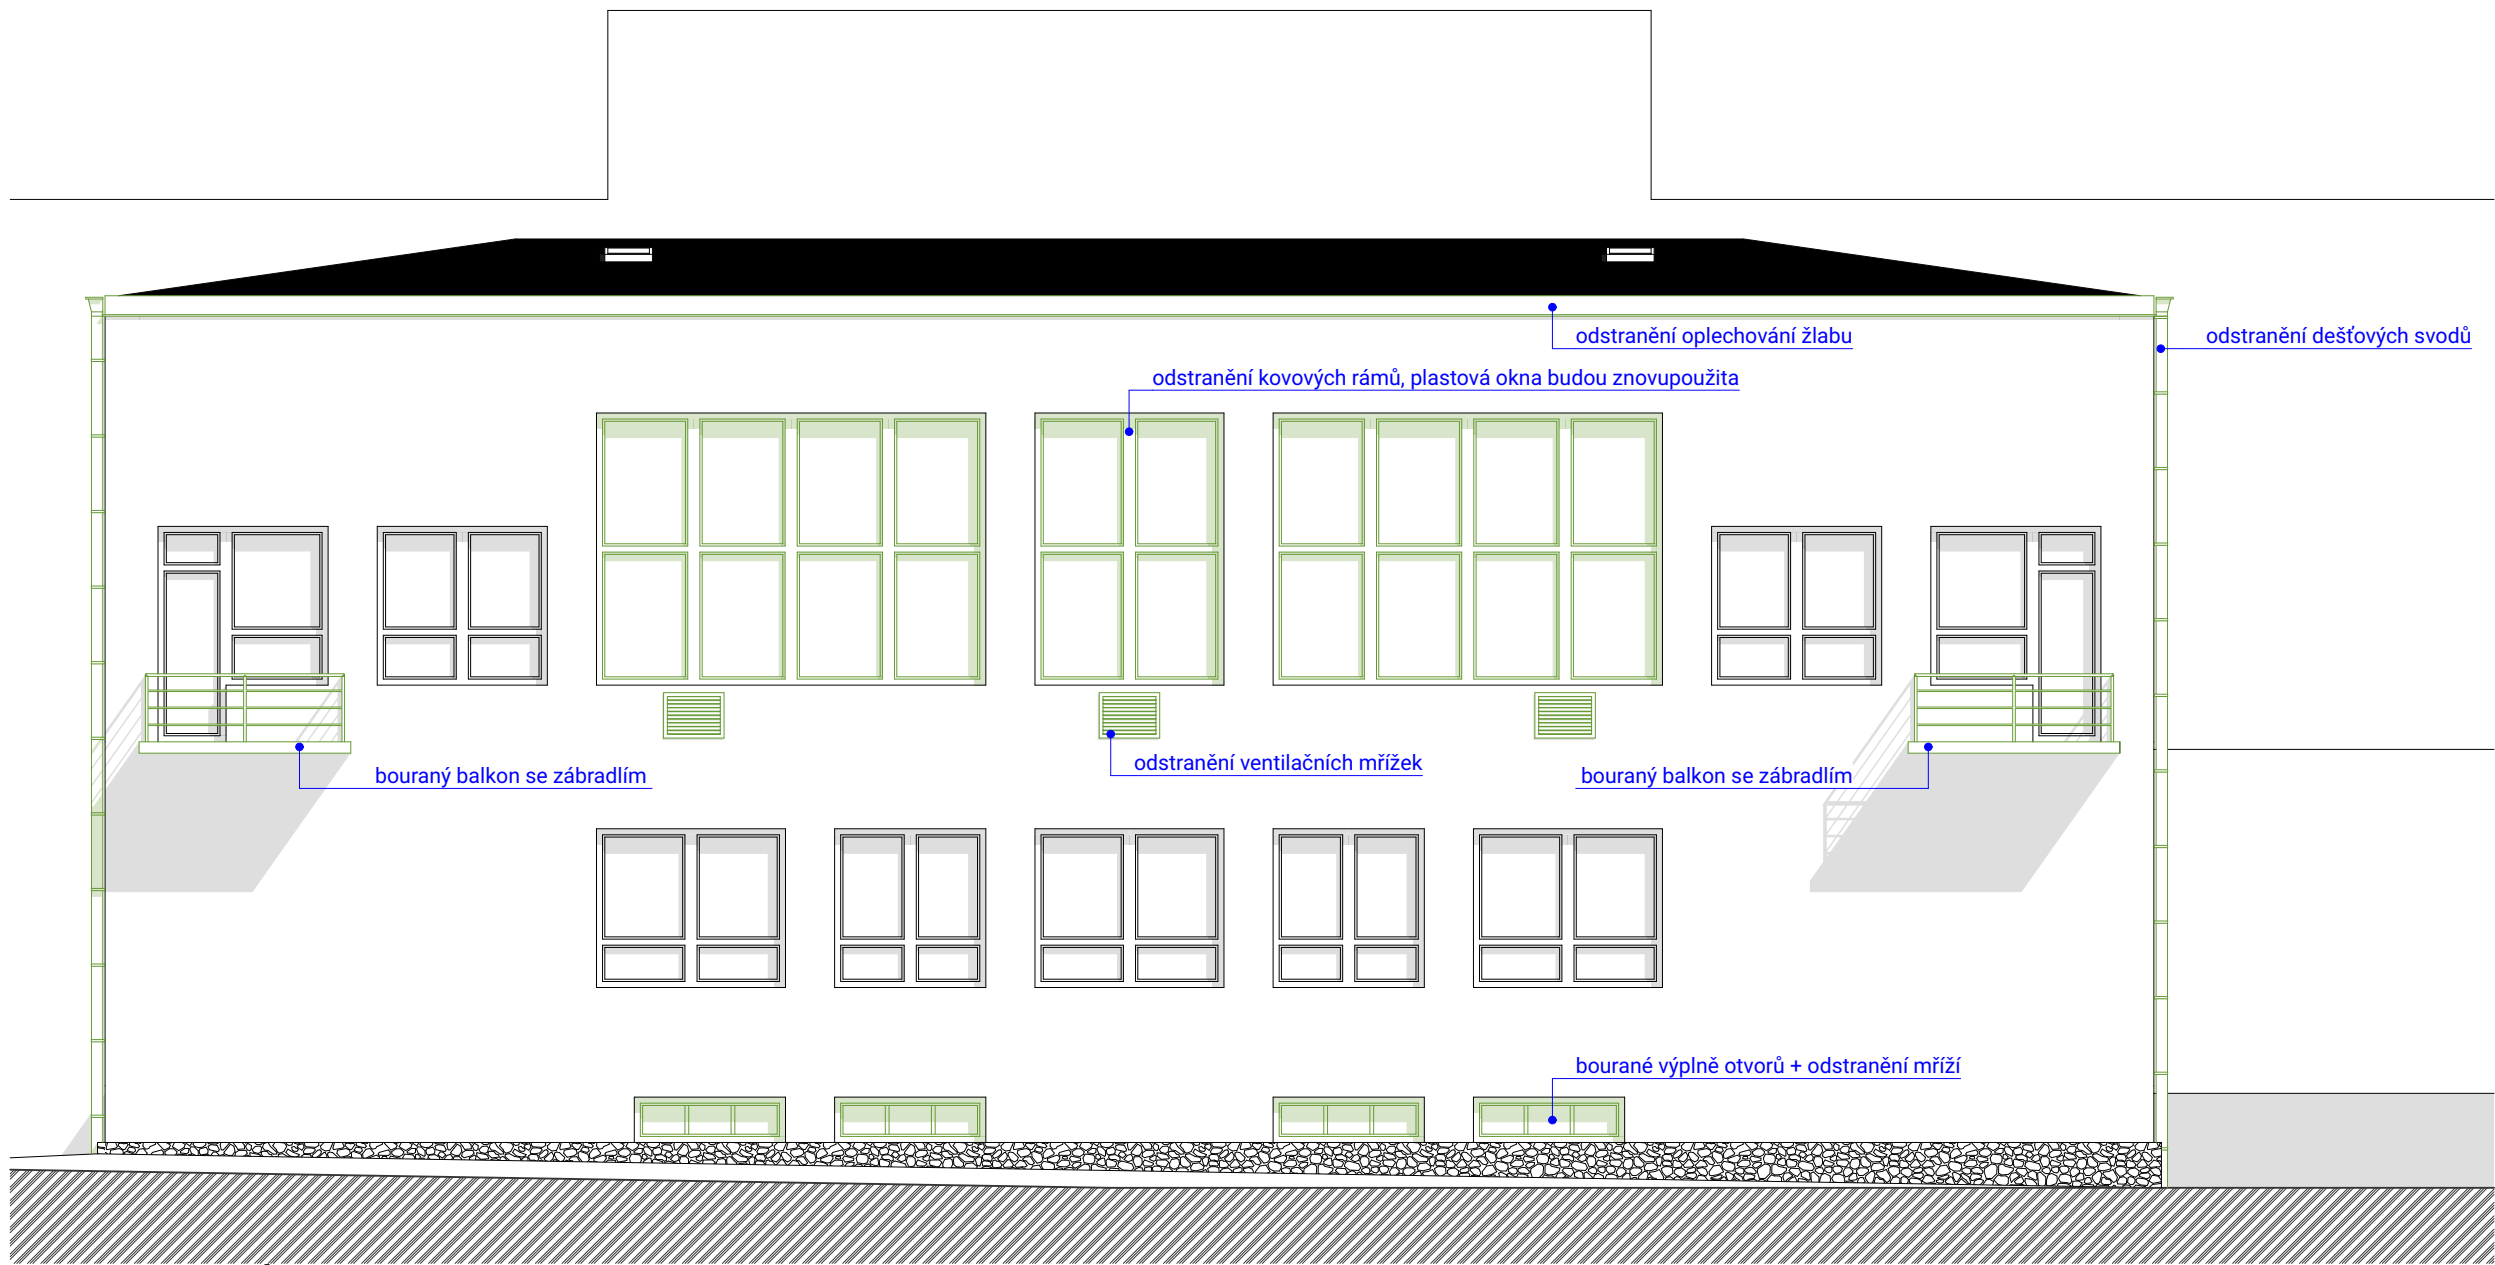 odstranění oplechování žlabu
odstranění dešťových svodů
odstranění kovových rámů, plastová okna budou znovupoužita
odstranění ventilačních mřížek
bouraný balkon se zábradlím
bouraný balkon se zábradlím
bourané výplně otvorů + odstranění mříží